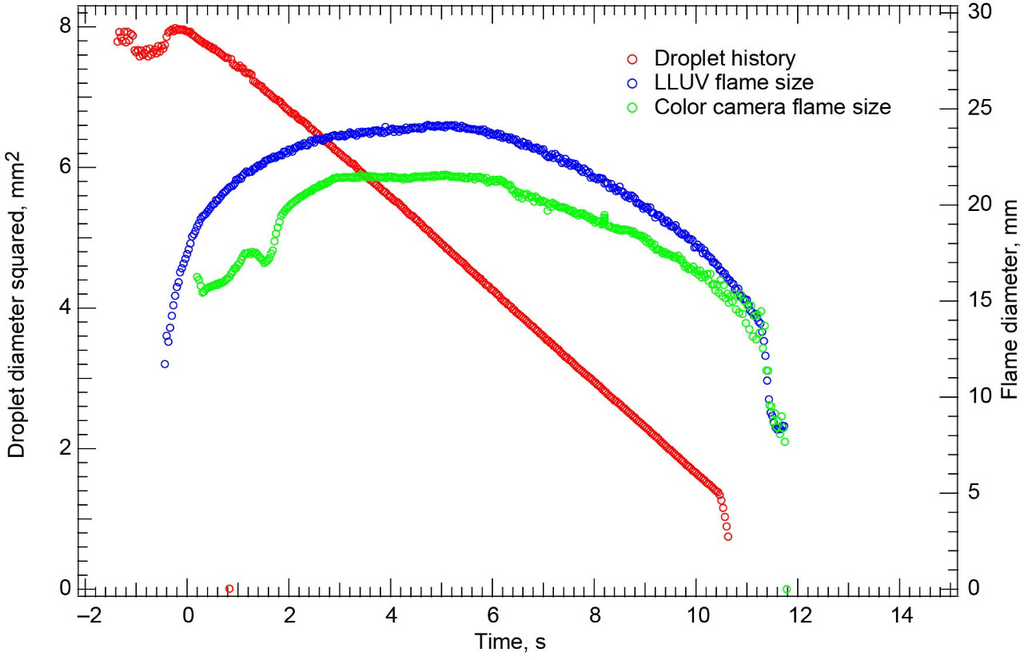 8
6
4
2
0
Droplet diameter squared, mm2
Droplet history
LLUV flame size
Color camera flame size
30
25
20
15
10
5
0
Flame diameter, mm
–2 0 2 4 6 8 10 12 14
Time, s